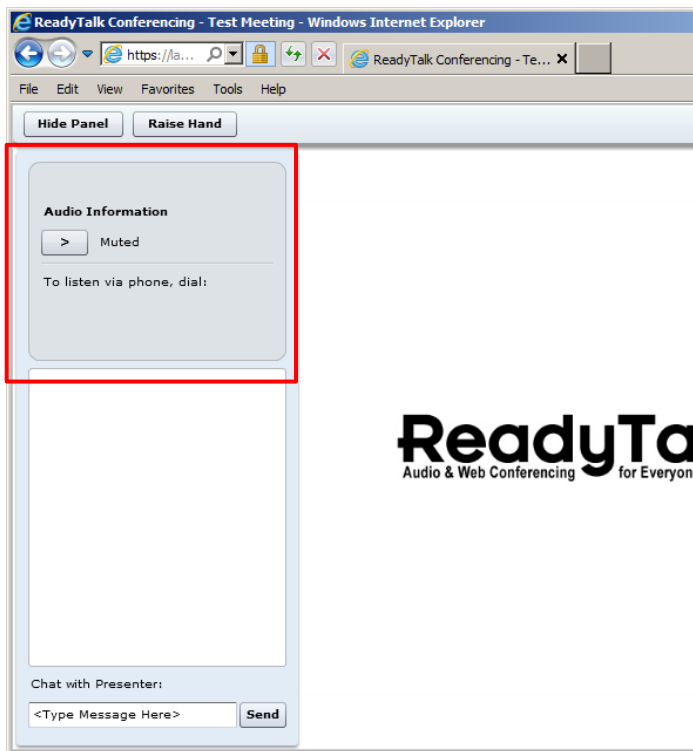 ReadyTalk Conferencing - Test Meeting - Windows Internet Explorer
https://la...
ReadyTalk Conferencing - Te...
File Edit View Favorites Tools Help
Hide Panel Raise Hand
Audio Information
> Muted
To listen via phone, dial:
ReadyTa
Audio & Web Conferencing for Everyon
Chat with Presenter:
<Type Message Here> Send